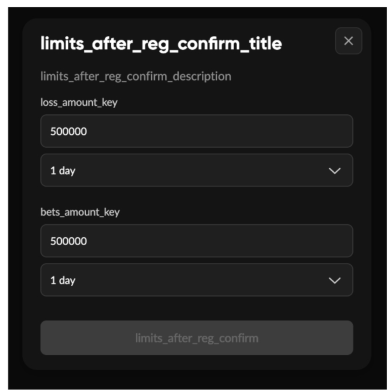 limits_after_reg_confirm_title
limits_after_reg_confirm_description
loss_amount_key
500000
1 day
bets_amount_key
500000
1 day
limits_after_reg_confirm